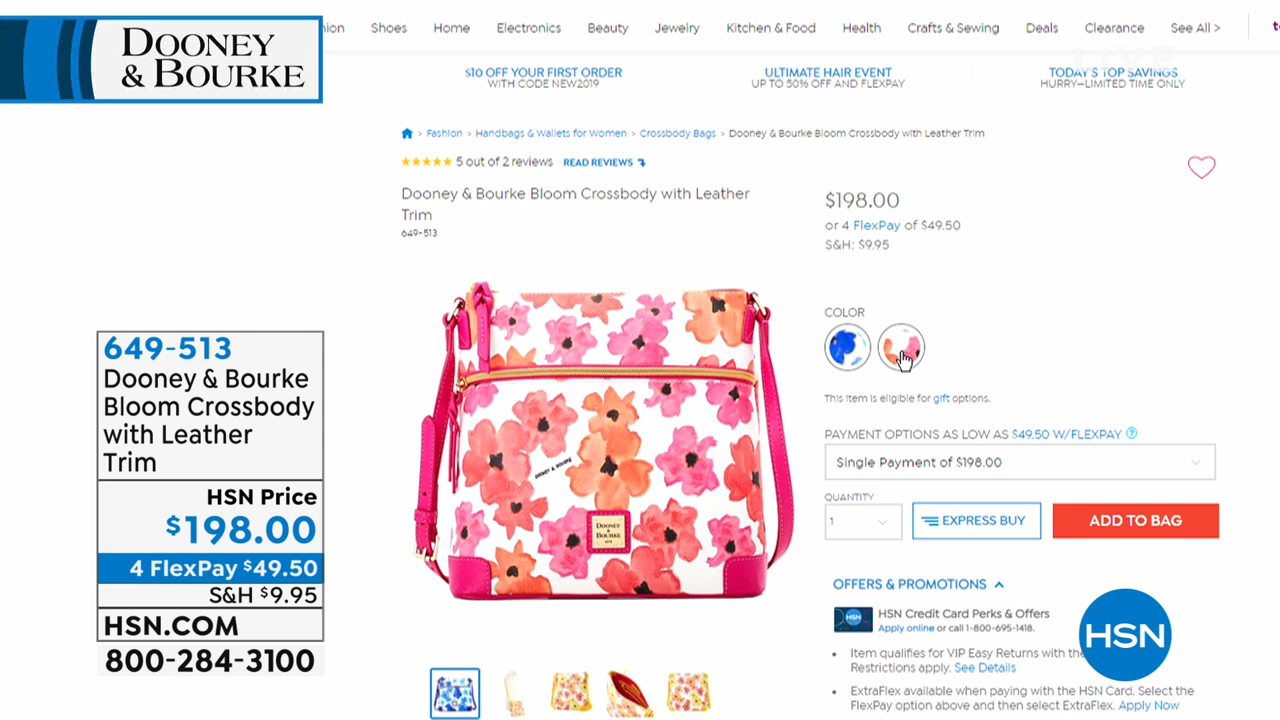 DOONEY
& BOURKE
Shoes
Home
Electronics
Beauty
Jewelry
Kitchen & Food
Health
Crafts & Sewing
Deals
Clearance
See All >
LIVE
$10 OFF YOUR FIRST ORDER
WITH CODE NEW2019
ULTIMATE HAIR EVENT
UP TO 50% OFF AND FLEXPAY
TODAY'S TOP SAVINGS
HURRY—LIMITED TIME ONLY
> Fashion > Handbags & Wallets for Women > Crossbody Bags > Dooney & Bourke Bloom Crossbody with Leather Trim
5 out of 2 reviews READ REVIEWS
Dooney & Bourke Bloom Crossbody with Leather
Trim
649-513
$198.00
or 4 FlexPay of $49.50
S&H: $9.95
COLOR
This item is eligible for gift options.
PAYMENT OPTIONS AS LOW AS $49.50 W/FLEXPAY ?
Single Payment of $198.00
QUANTITY
1
EXPRESS BUY
ADD TO BAG
OFFERS & PROMOTIONS
HSN
HSN Credit Card Perks & Offers
Apply online or call 1-800-695-1418.
• Item qualifies for VIP Easy Returns with the
Restrictions apply. See Details
• ExtraFlex available when paying with the HSN Card. Select the
FlexPay option above and then select ExtraFlex. Apply Now
HSN
DOONEY & BOURKE
DOONEY
&
BOURKE
649-513
Dooney & Bourke
Bloom Crossbody
with Leather
Trim
HSN Price
$198.00
4 FlexPay $49.50
S&H $9.95
HSN.COM
800-284-3100